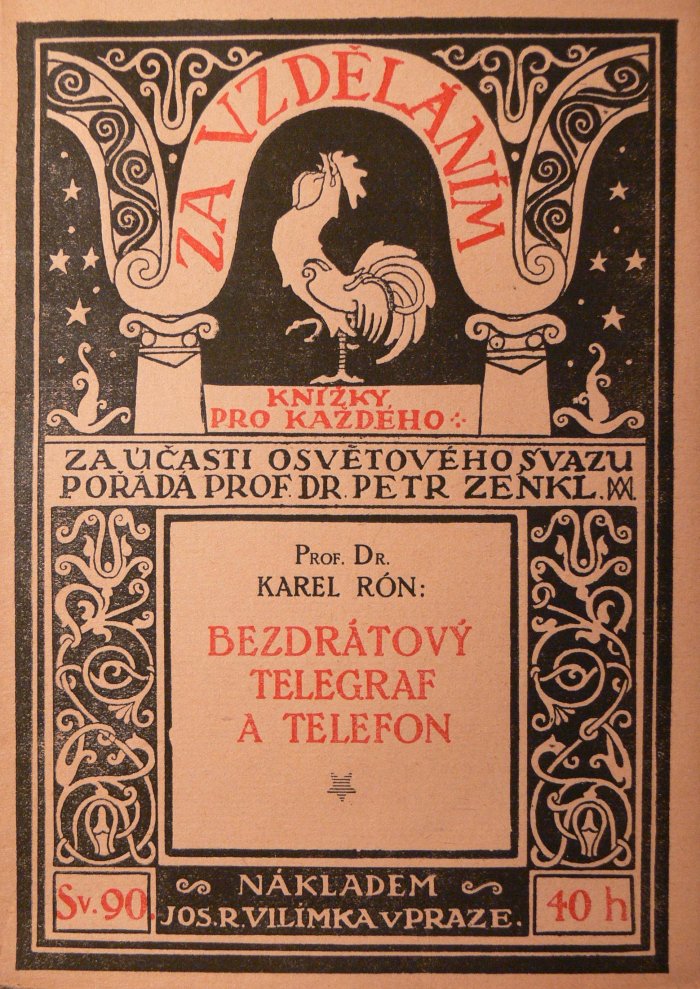 ZA VZDĚLÁNÍM
KNIŽKY
PRO KAŽDÉHO
ZA ÚČASTI OSVĚTOVÉHO SVAZU
POŘÁDÁ PROF. DR. PETR ZENKL.
PROF. DR.
KAREL RÓN:
BEZDRÁTOVÝ
TELEGRAF
A TELEFON
Sv. 90.
NÁKLADEM
JOS. R. VILÍMKA V PRAZE.
40 h